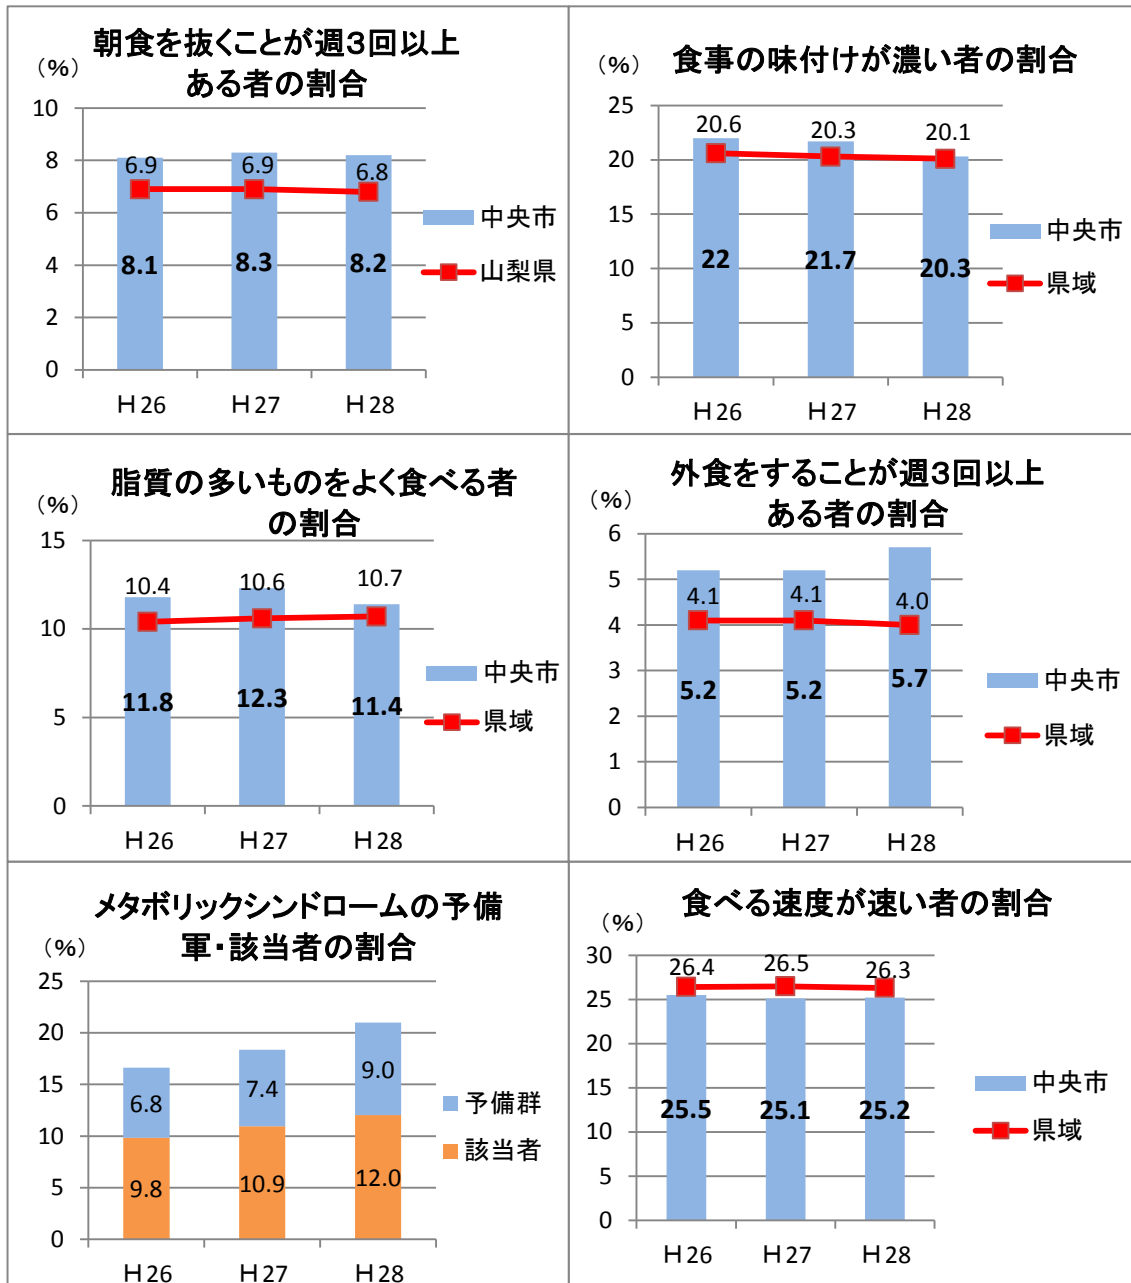 朝食を抜くことが週3回以上
ある者の割合
（%）
10
8
6
4
2
0
6.9
6.9
6.8
8.1
8.3
8.2
H26
H27
H28
中央市
山梨県
食事の味付けが濃い者の割合
（%）
25
20
15
10
5
0
20.6
20.3
20.1
22
21.7
20.3
H26
H27
H28
中央市
県域
脂質の多いものをよく食べる者
の割合
（%）
15
10
5
0
10.4
10.6
10.7
11.8
12.3
11.4
H26
H27
H28
中央市
県域
外食をすることが週3回以上
ある者の割合
（%）
6
5
4
3
2
1
0
4.1
4.1
4.0
5.2
5.2
5.7
H26
H27
H28
中央市
県域
メタボリックシンドロームの予備
軍・該当者の割合
（%）
25
20
15
10
5
0
6.8
7.4
9.0
9.8
10.9
12.0
H26
H27
H28
予備群
該当者
食べる速度が速い者の割合
（%）
30
25
20
15
10
5
0
26.4
26.5
26.3
25.5
25.1
25.2
H26
H27
H28
中央市
県域